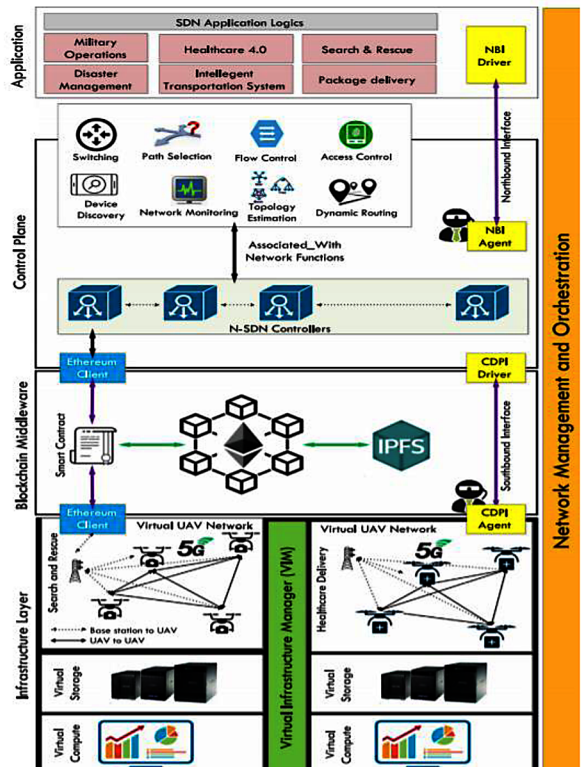 Application
SDN Application Logics
Military
Operations
Healthcare 4.0
Search & Rescue
Disaster
Management
Intellegent
Transportation System
Package delivery
NBI
Driver
Northbound Interface
NBI
Agent
Control Plane
Switching
Path Selection
Flow Control
Access Control
Device
Discovery
Network Monitoring
Topology
Estimation
Dynamic Routing
Associated_With
Network Functions
N-SDN Controllers
Ethereum
Client
CDPI
Driver
Blockchain Middleware
Smart Contract
IPFS
Southbound Interface
Ethereum
Client
CDPI
Agent
Infrastructure Layer
Virtual UAV Network
5G
Search and Rescue
Base station to UAV
UAV to UAV
Virtual
Storage
Virtual
Compute
Virtual Infrastructure Manager (VIM)
Virtual UAV Network
5G
Healthcare Delivery
Virtual
Storage
Virtual
Compute
Network Management and Orchestration